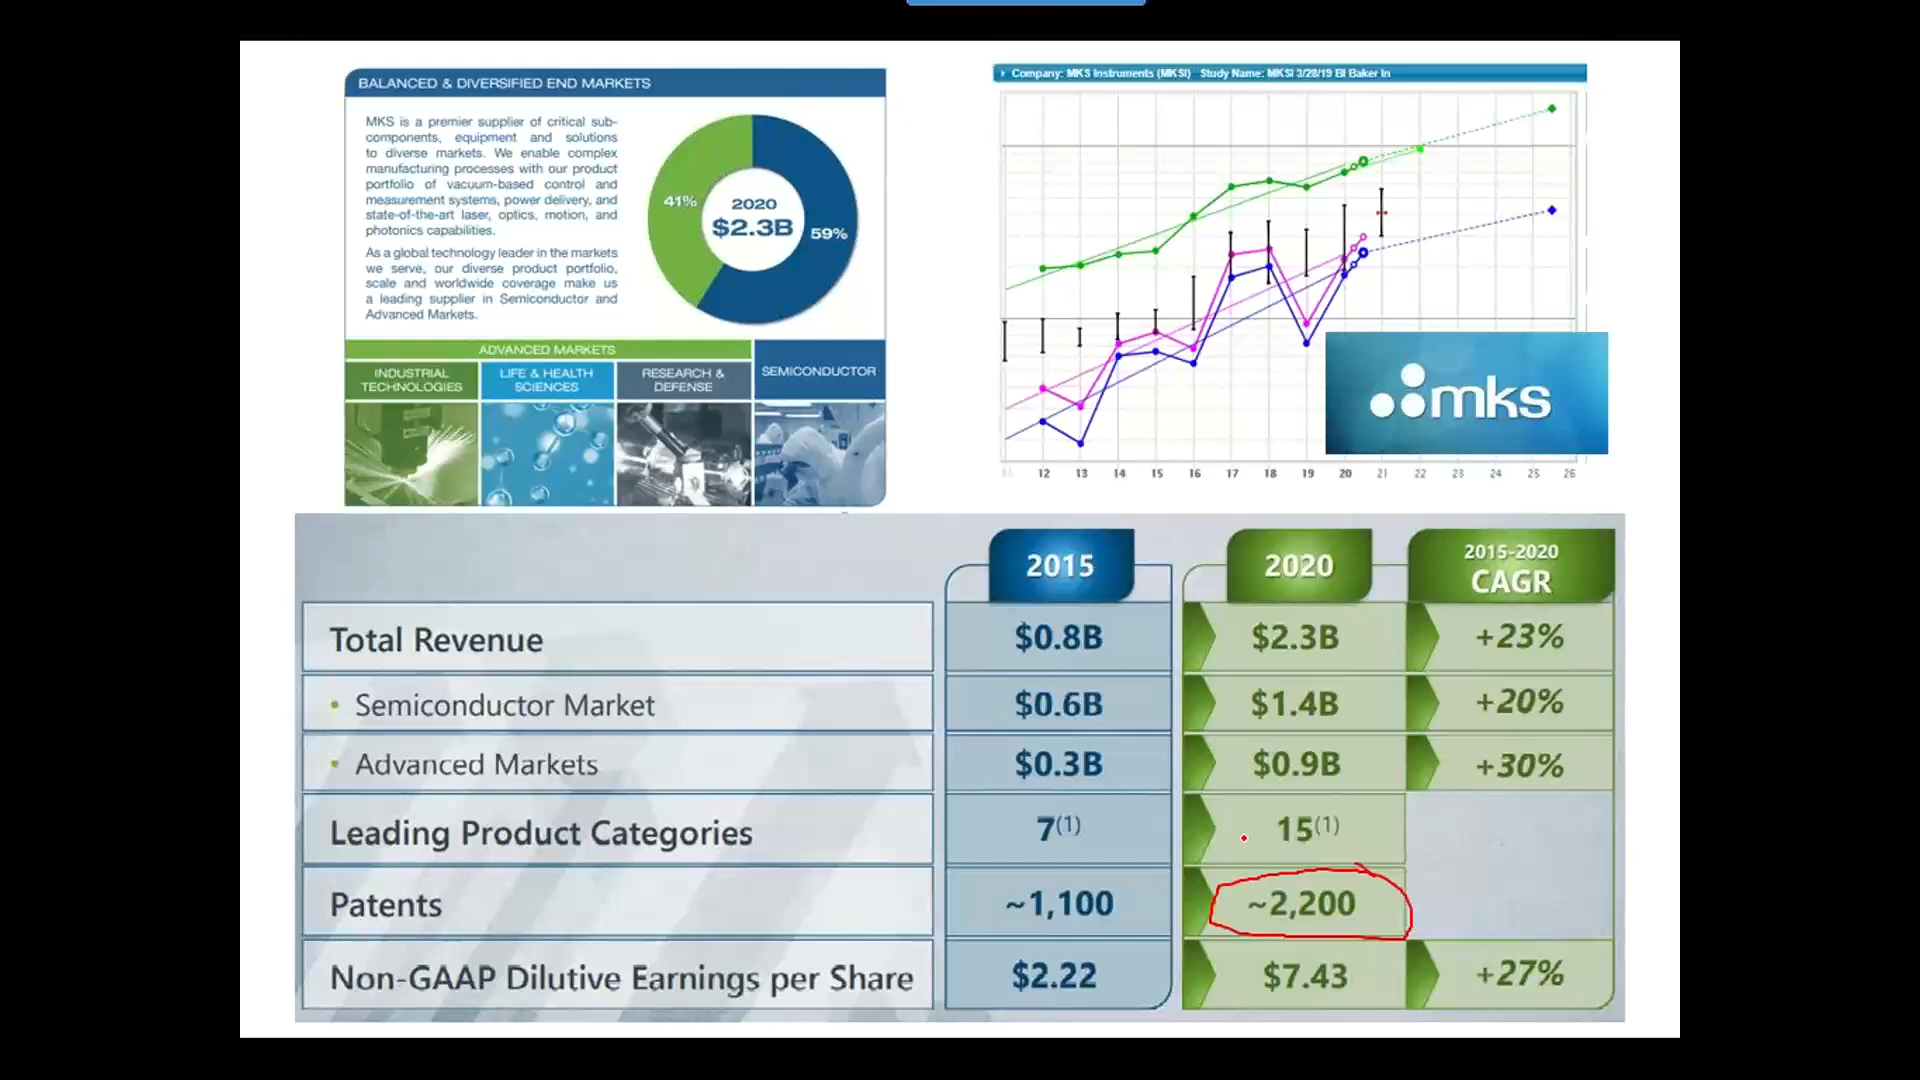 BALANCED & DIVERSIFIED END MARKETS
MKS is a premier supplier of critical sub-
components, equipment and solutions
to diverse markets. We enable complex
manufacturing processes with our product
portfolio of vacuum-based control and
measurement systems, power delivery, and
state-of-the-art laser, optics, motion, and
photonics capabilities.
As a global technology leader in the markets
we serve, our diverse product portfolio,
scale and worldwide coverage make us
a leading supplier in Semiconductor and
Advanced Markets.
41%
2020
$2.3B
59%
ADVANCED MARKETS
INDUSTRIAL
TECHNOLOGIES
LIFE & HEALTH
SCIENCES
RESEARCH &
DEFENSE
SEMICONDUCTOR
Company: MKS Instruments (MKSI) Study Name: MKSI 3/28/19 BI Baker In
mks
11 12 13 14 15 16 17 18 19 20 21 22 23 24 25 26
2015 2020 2015-2020
CAGR
Total Revenue $0.8B $2.3B +23%
• Semiconductor Market $0.6B $1.4B +20%
• Advanced Markets $0.3B $0.9B +30%
Leading Product Categories 7(1) 15(1)
Patents ~1,100 ~2,200
Non-GAAP Dilutive Earnings per Share $2.22 $7.43 +27%